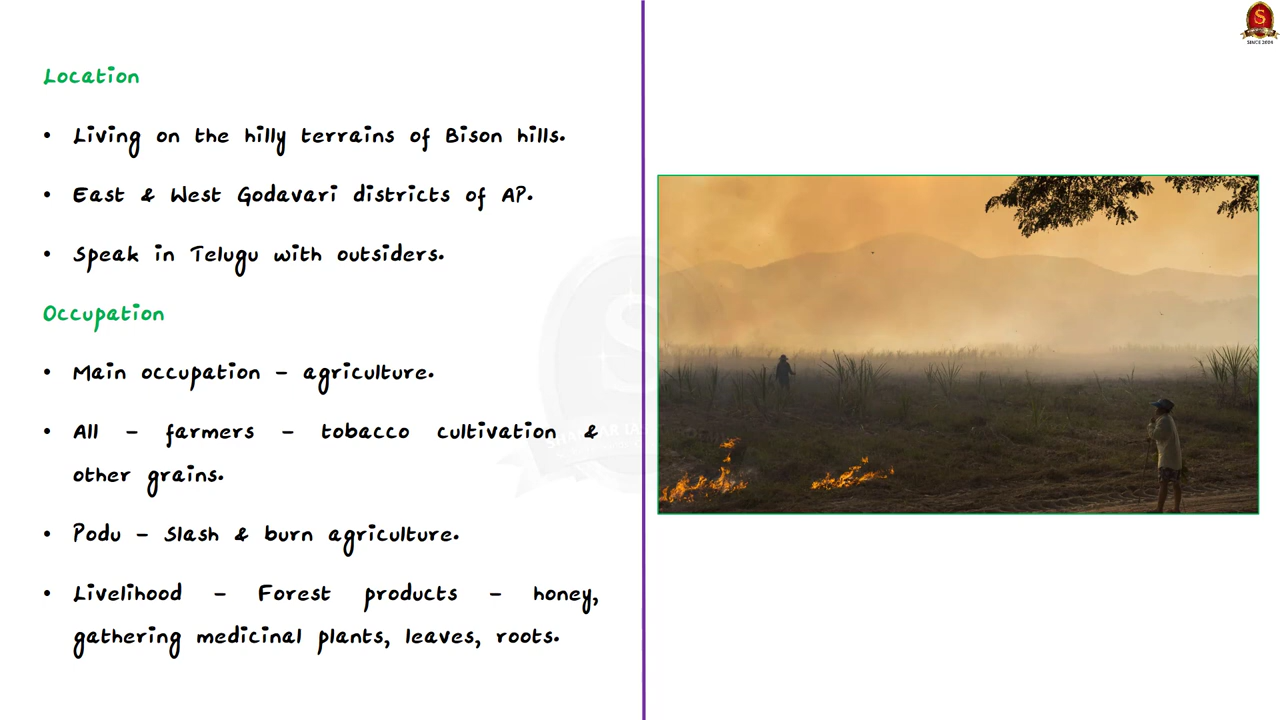 Location
• Living on the hilly terrains of Bison hills.
• East & West Godavari districts of AP.
• Speak in Telugu with outsiders.
Occupation
• Main occupation – agriculture.
• All – farmers – tobacco cultivation &
other grains.
• Podu – Slash & burn agriculture.
• Livelihood – Forest products – honey,
gathering medicinal plants, leaves, roots.
S
SINCE 2004